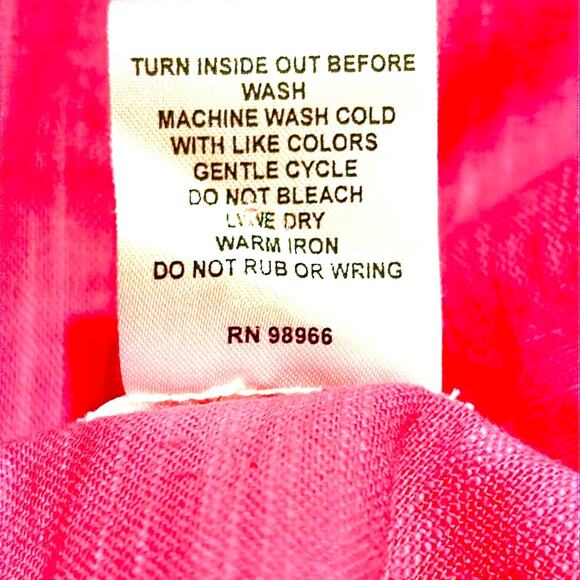 TURN INSIDE OUT BEFORE
WASH
MACHINE WASH COLD
WITH LIKE COLORS
GENTLE CYCLE
DO NOT BLEACH
LINE DRY
WARM IRON
DO NOT RUB OR WRING
RN 98966